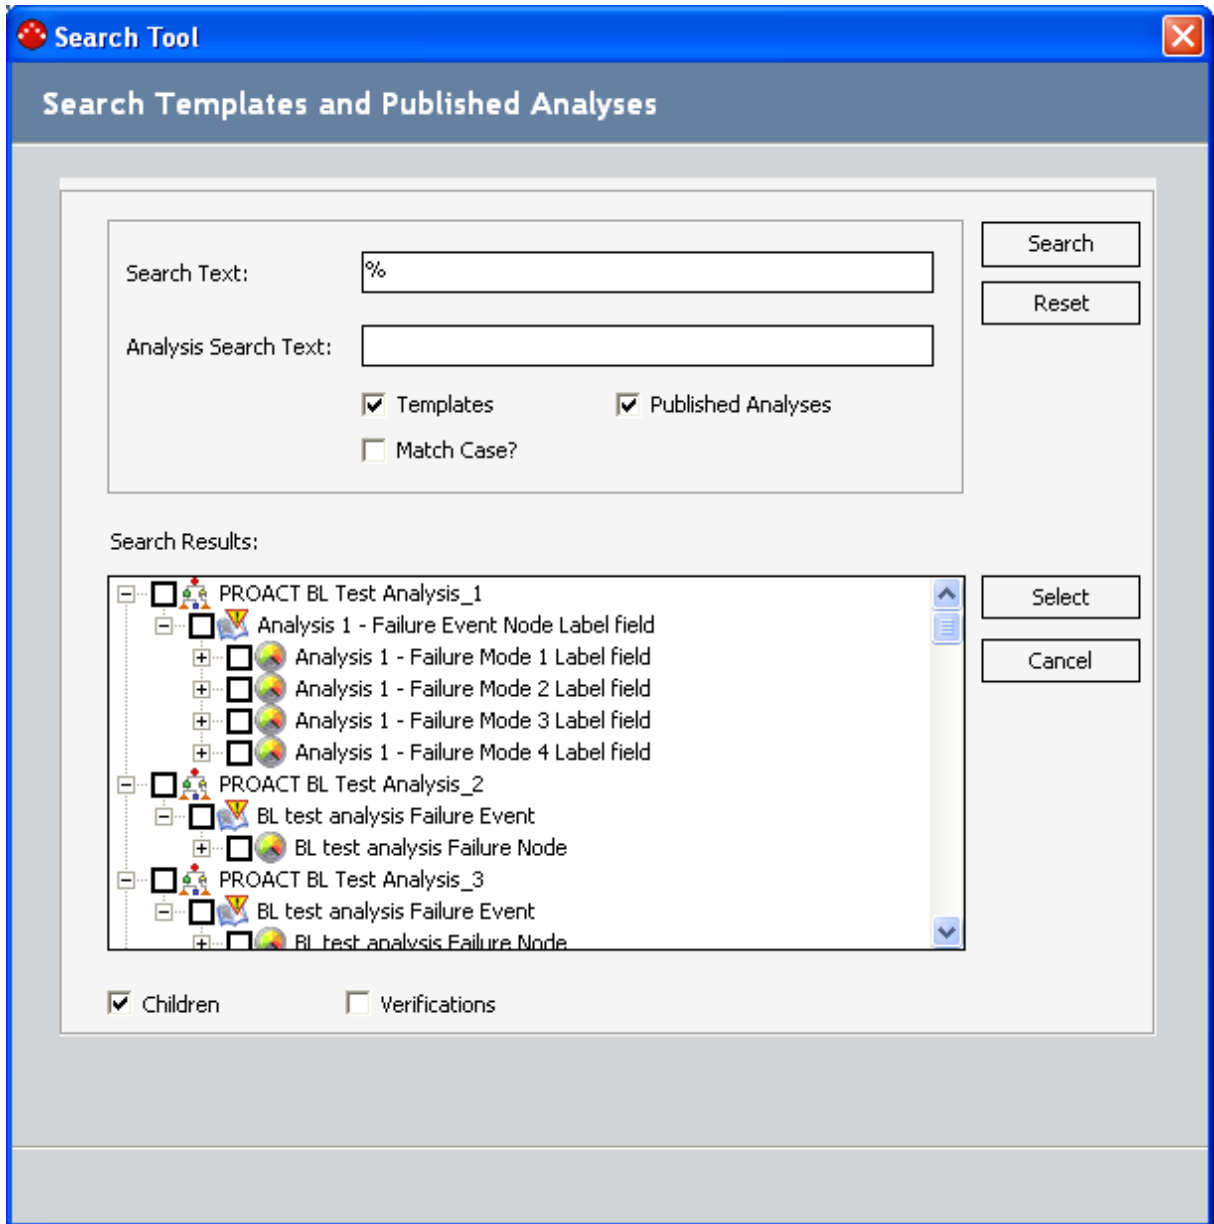 Search Tool
Search Templates and Published Analyses
Search Text: %
Search
Reset
Analysis Search Text:
Templates Published Analyses
Match Case?
Search Results:
PROACT BL Test Analysis_1
Analysis 1 - Failure Event Node Label field
Analysis 1 - Failure Mode 1 Label field
Analysis 1 - Failure Mode 2 Label field
Analysis 1 - Failure Mode 3 Label field
Analysis 1 - Failure Mode 4 Label field
PROACT BL Test Analysis_2
BL test analysis Failure Event
BL test analysis Failure Node
PROACT BL Test Analysis_3
BL test analysis Failure Event
BL test analysis Failure Node
Select
Cancel
Children Verifications